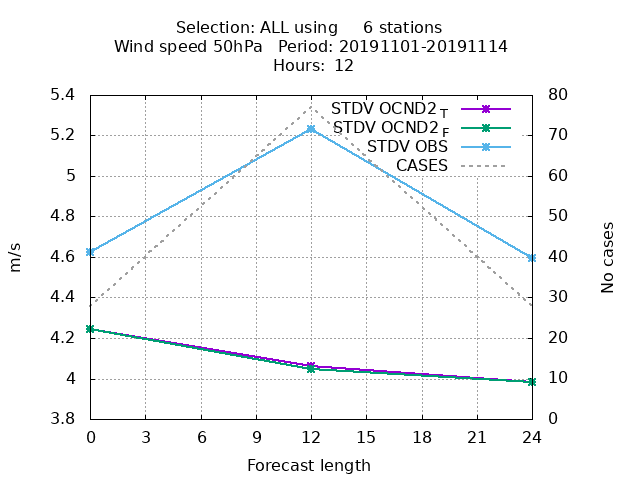 Selection: ALL using     6 stations
Wind speed 50hPa   Period: 20191101-20191114
Hours: 12
STDV OCND2_T
STDV OCND2_F
STDV OBS
CASES
m/s
5.4
5.2
5
4.8
4.6
4.4
4.2
4
3.8
80
70
60
50
40
30
20
10
0
No cases
0 3 6 9 12 15 18 21 24
Forecast length